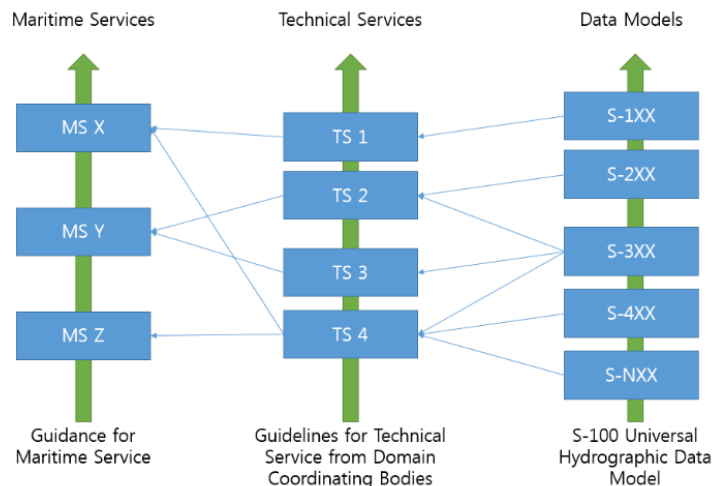 Maritime Services
Technical Services
Data Models
MS X
MS Y
MS Z
TS 1
TS 2
TS 3
TS 4
S-1XX
S-2XX
S-3XX
S-4XX
S-NXX
Guidance for
Maritime Service
Guidelines for Technical
Service from Domain
Coordinating Bodies
S-100 Universal
Hydrographic Data
Model